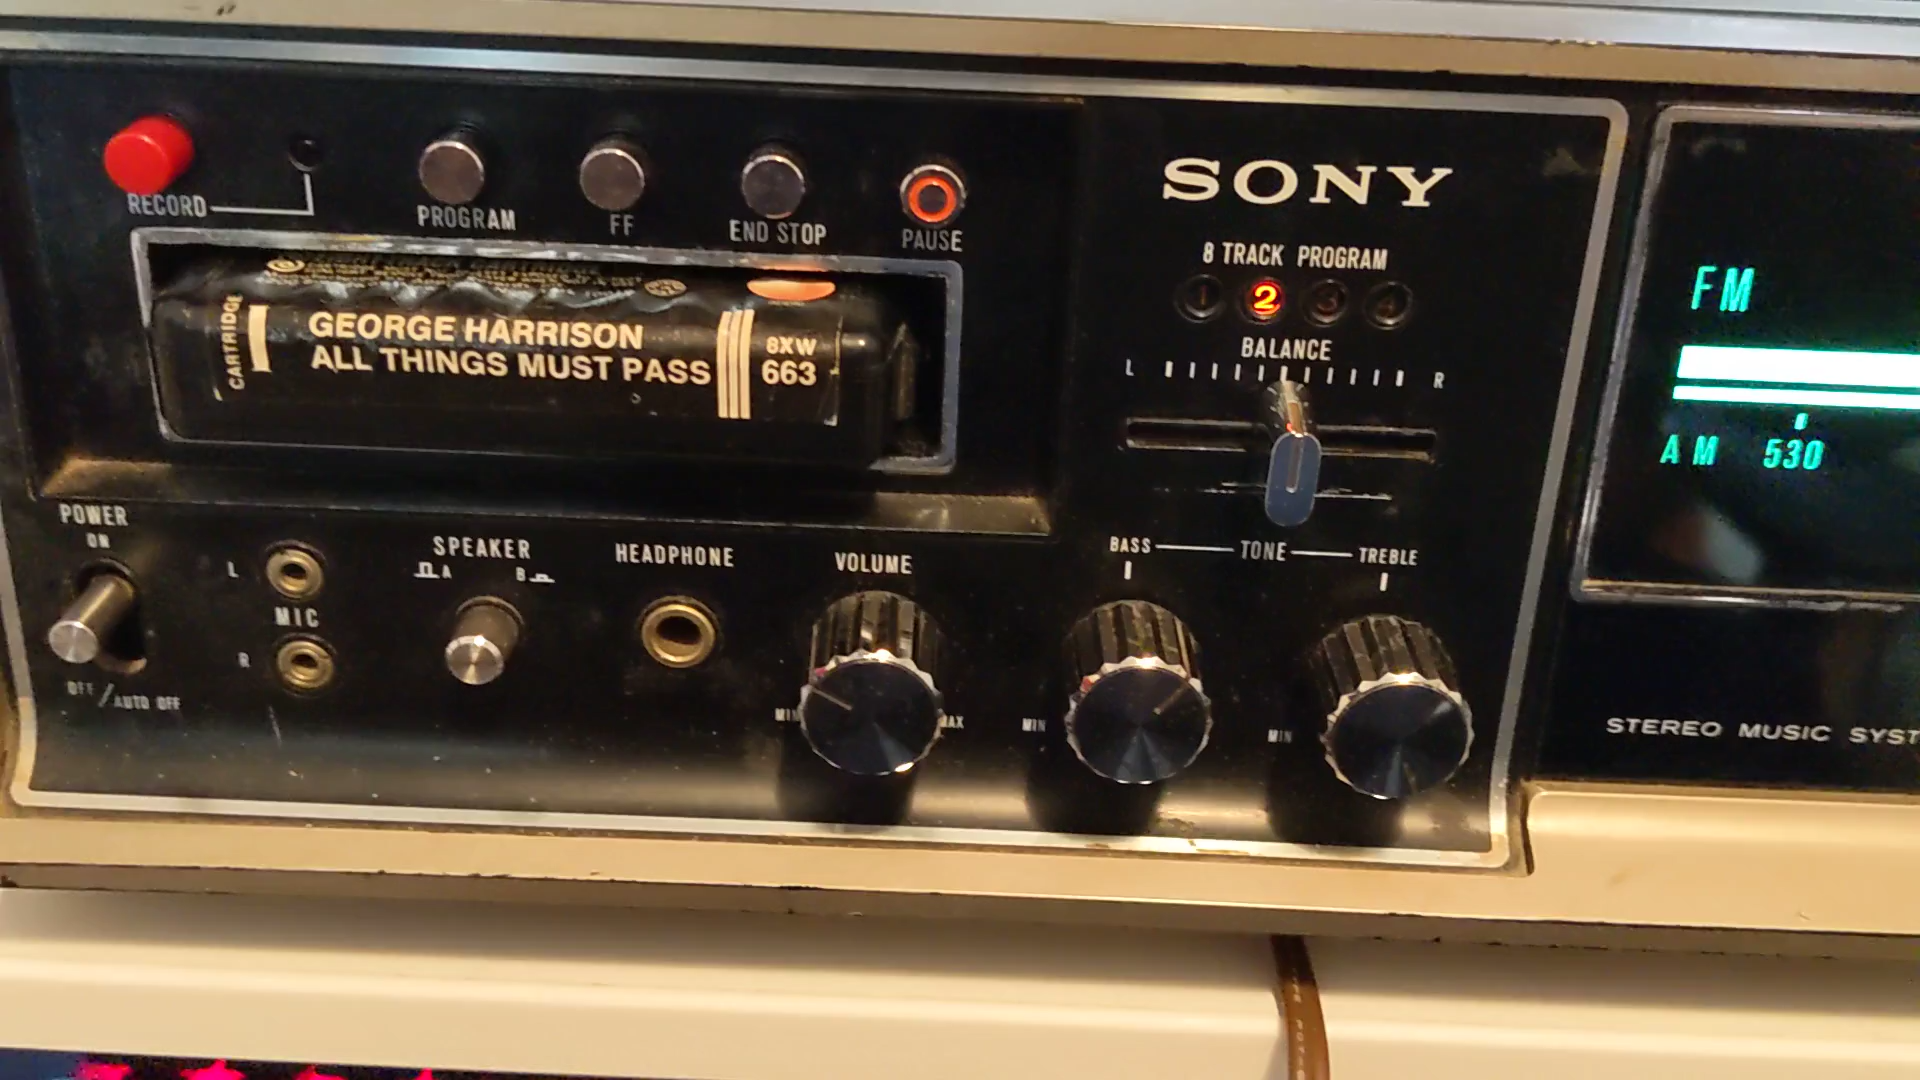 RECORD
PROGRAM
FF
END STOP
PAUSE
CARTRIDGE
GEORGE HARRISON
ALL THINGS MUST PASS
8XW
663
SONY
8 TRACK PROGRAM
1 2 3 4
BALANCE
L R
FM
AM 530
POWER
ON
OFF/AUTO OFF
L
MIC
R
SPEAKER
A B
HEADPHONE
VOLUME
MIN MAX
BASS TONE TREBLE
MIN
MIN
STEREO MUSIC SYST